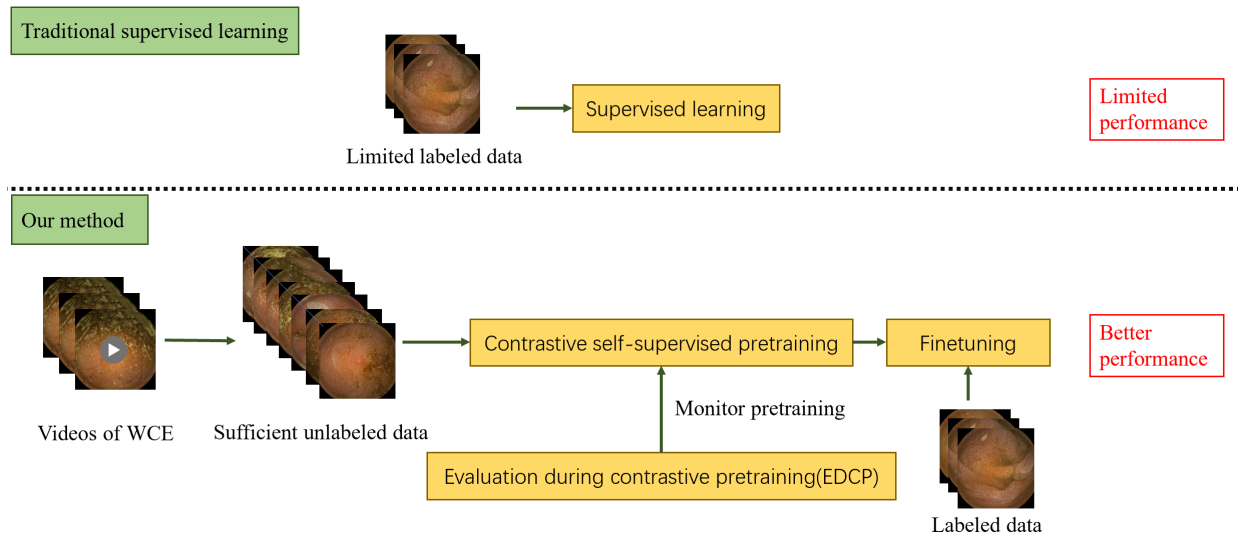 Traditional supervised learning
Supervised learning
Limited
performance
Limited labeled data
Our method
Contrastive self-supervised pretraining
Finetuning
Better
performance
Monitor pretraining
Videos of WCE
Sufficient unlabeled data
Evaluation during contrastive pretraining(EDCP)
Labeled data